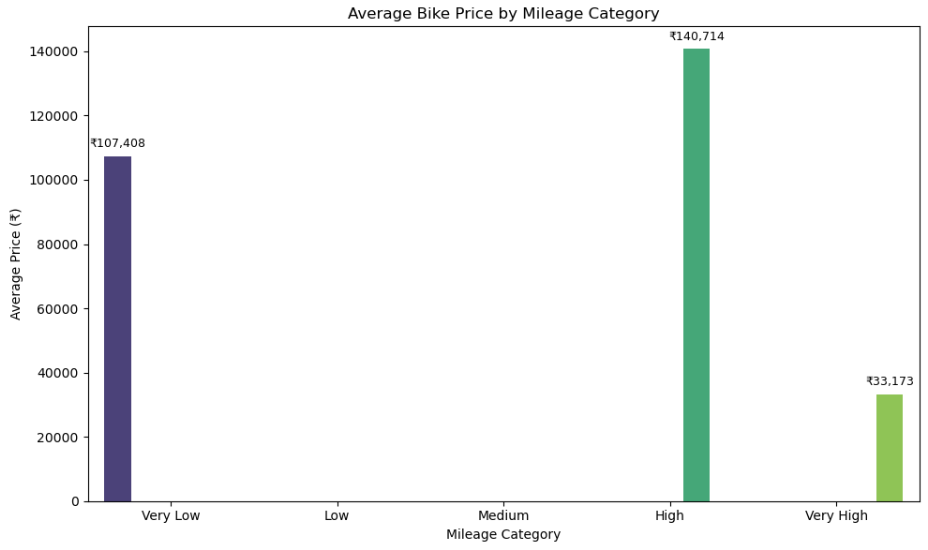 Average Bike Price by Mileage Category
₹140,714
140000
120000
₹107,408
100000
80000
60000
40000
₹33,173
20000
0
Average Price (₹)
Very Low Low Medium High Very High
Mileage Category